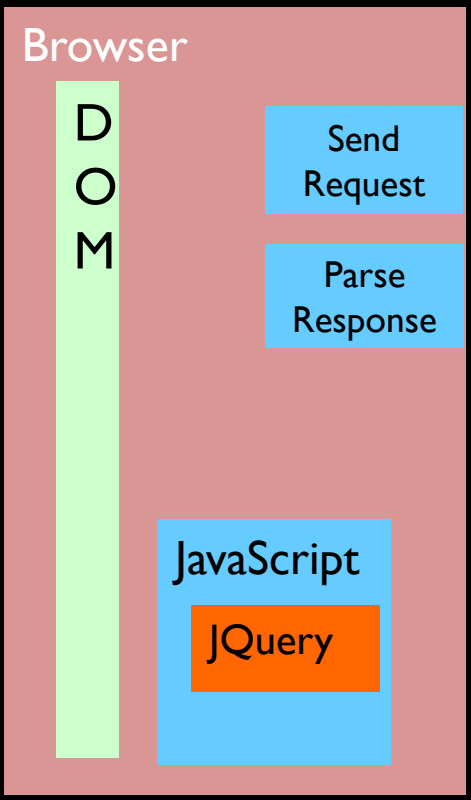 Browser
D
O
M
Send
Request
Parse
Response
JavaScript
JQuery